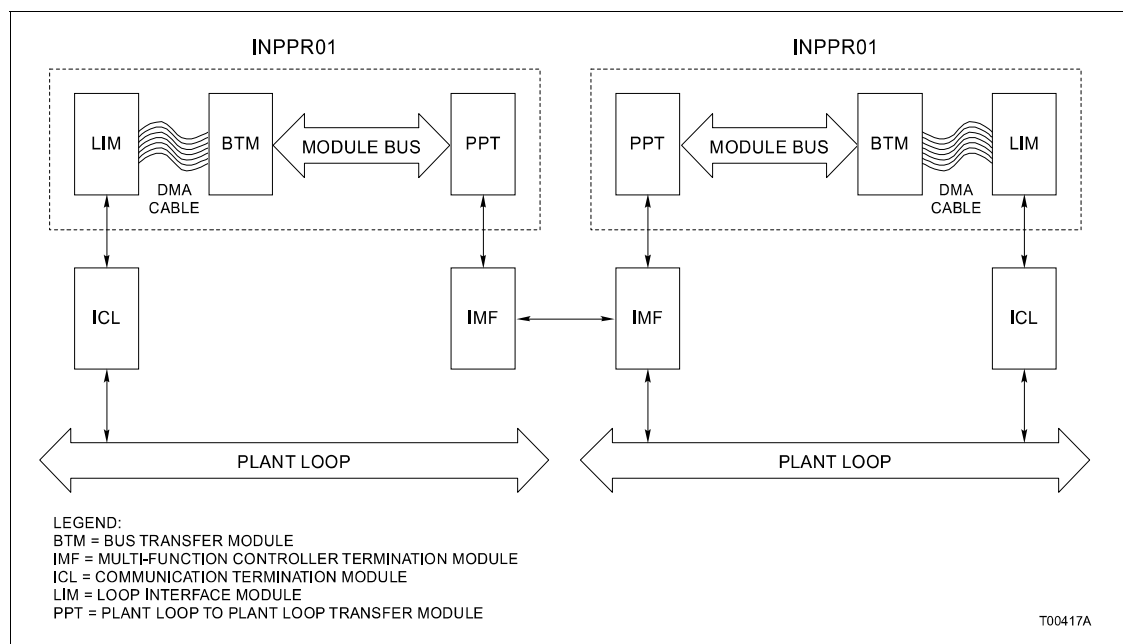 INPPR01
INPPR01
LIM
BTM
MODULE BUS
PPT
PPT
MODULE BUS
BTM
LIM
DMA
CABLE
DMA
CABLE
ICL
IMF
IMF
ICL
PLANT LOOP
PLANT LOOP
LEGEND:
BTM = BUS TRANSFER MODULE
IMF = MULTI-FUNCTION CONTROLLER TERMINATION MODULE
ICL = COMMUNICATION TERMINATION MODULE
LIM = LOOP INTERFACE MODULE
PPT = PLANT LOOP TO PLANT LOOP TRANSFER MODULE
T00417A